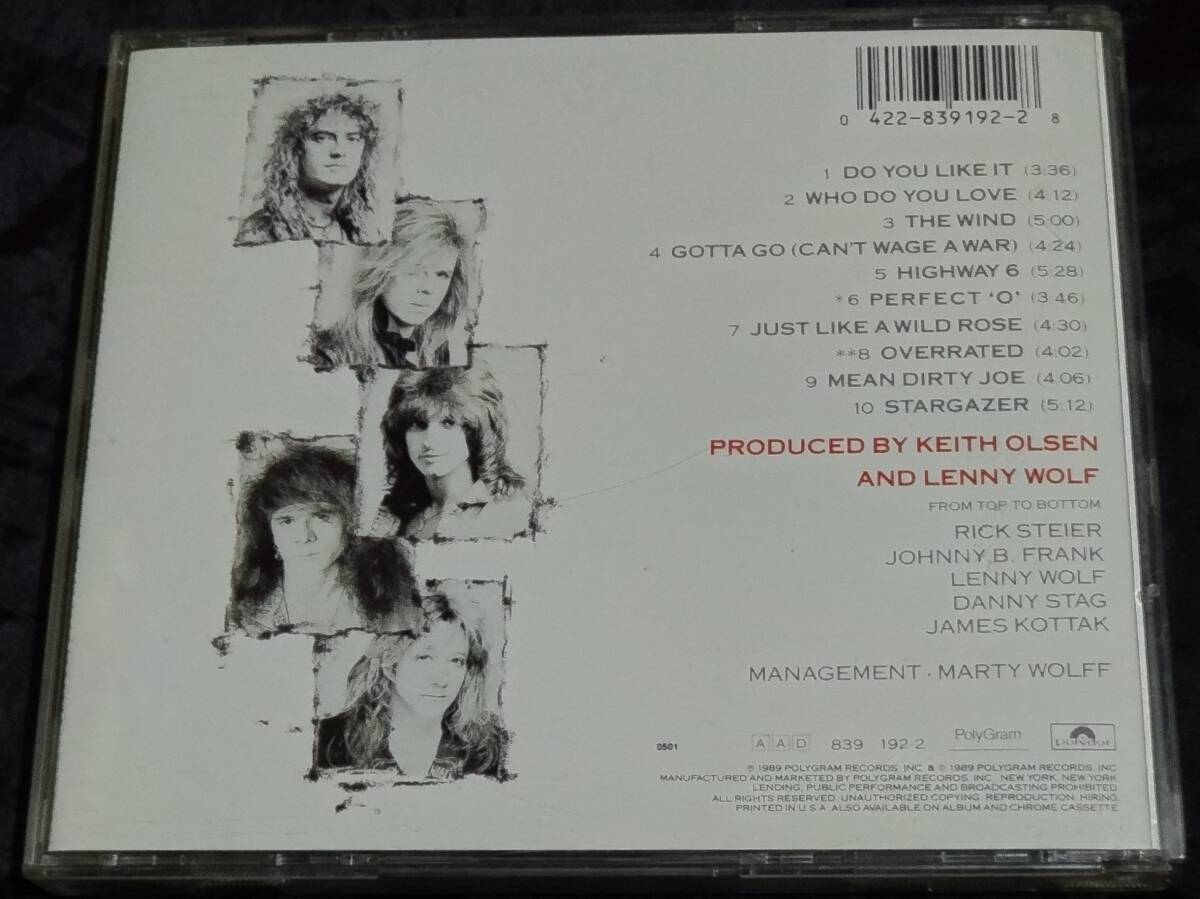 0 422-839192-2 8
1 DO YOU LIKE IT (3:36)
2 WHO DO YOU LOVE (4:12)
3 THE WIND (5:00)
4 GOTTA GO (CAN'T WAGE A WAR) (4:24)
5 HIGHWAY 6 (5:28)
*6 PERFECT 'O' (3:46)
7 JUST LIKE A WILD ROSE (4:30)
**8 OVERRATED (4:02)
9 MEAN DIRTY JOE (4:06)
10 STARGAZER (5:12)
PRODUCED BY KEITH OLSEN
AND LENNY WOLF
FROM TOP TO BOTTOM
RICK STEIER
JOHNNY B. FRANK
LENNY WOLF
DANNY STAG
JAMES KOTTAK
MANAGEMENT · MARTY WOLFF
0501 AAD 839 192 2 PolyGram Polydor
℗ 1989 POLYGRAM RECORDS, INC. & © 1989 POLYGRAM RECORDS, INC.
MANUFACTURED AND MARKETED BY POLYGRAM RECORDS, INC., NEW YORK, NEW YORK
LENDING, PUBLIC PERFORMANCE AND BROADCASTING PROHIBITED.
ALL RIGHTS RESERVED. UNAUTHORIZED COPYING, REPRODUCTION, HIRING,
PRINTED IN U.S.A. ALSO AVAILABLE ON ALBUM AND CHROME CASSETTE